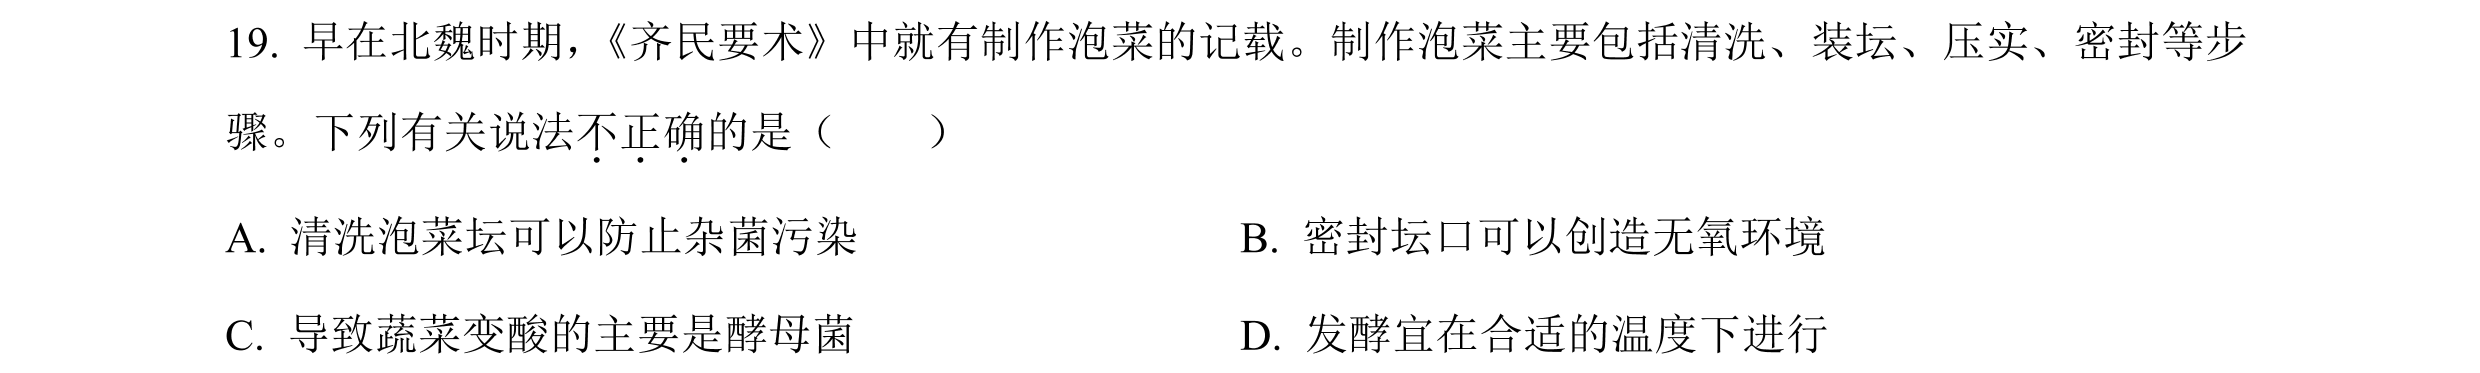 19. 早在北魏时期，《齐民要术》中就有制作泡菜的记载。制作泡菜主要包括清洗、装坛、压实、密封等步
骤。下列有关说法不正确的是（　　）
A. 清洗泡菜坛可以防止杂菌污染 B. 密封坛口可以创造无氧环境
C. 导致蔬菜变酸的主要是酵母菌 D. 发酵宜在合适的温度下进行